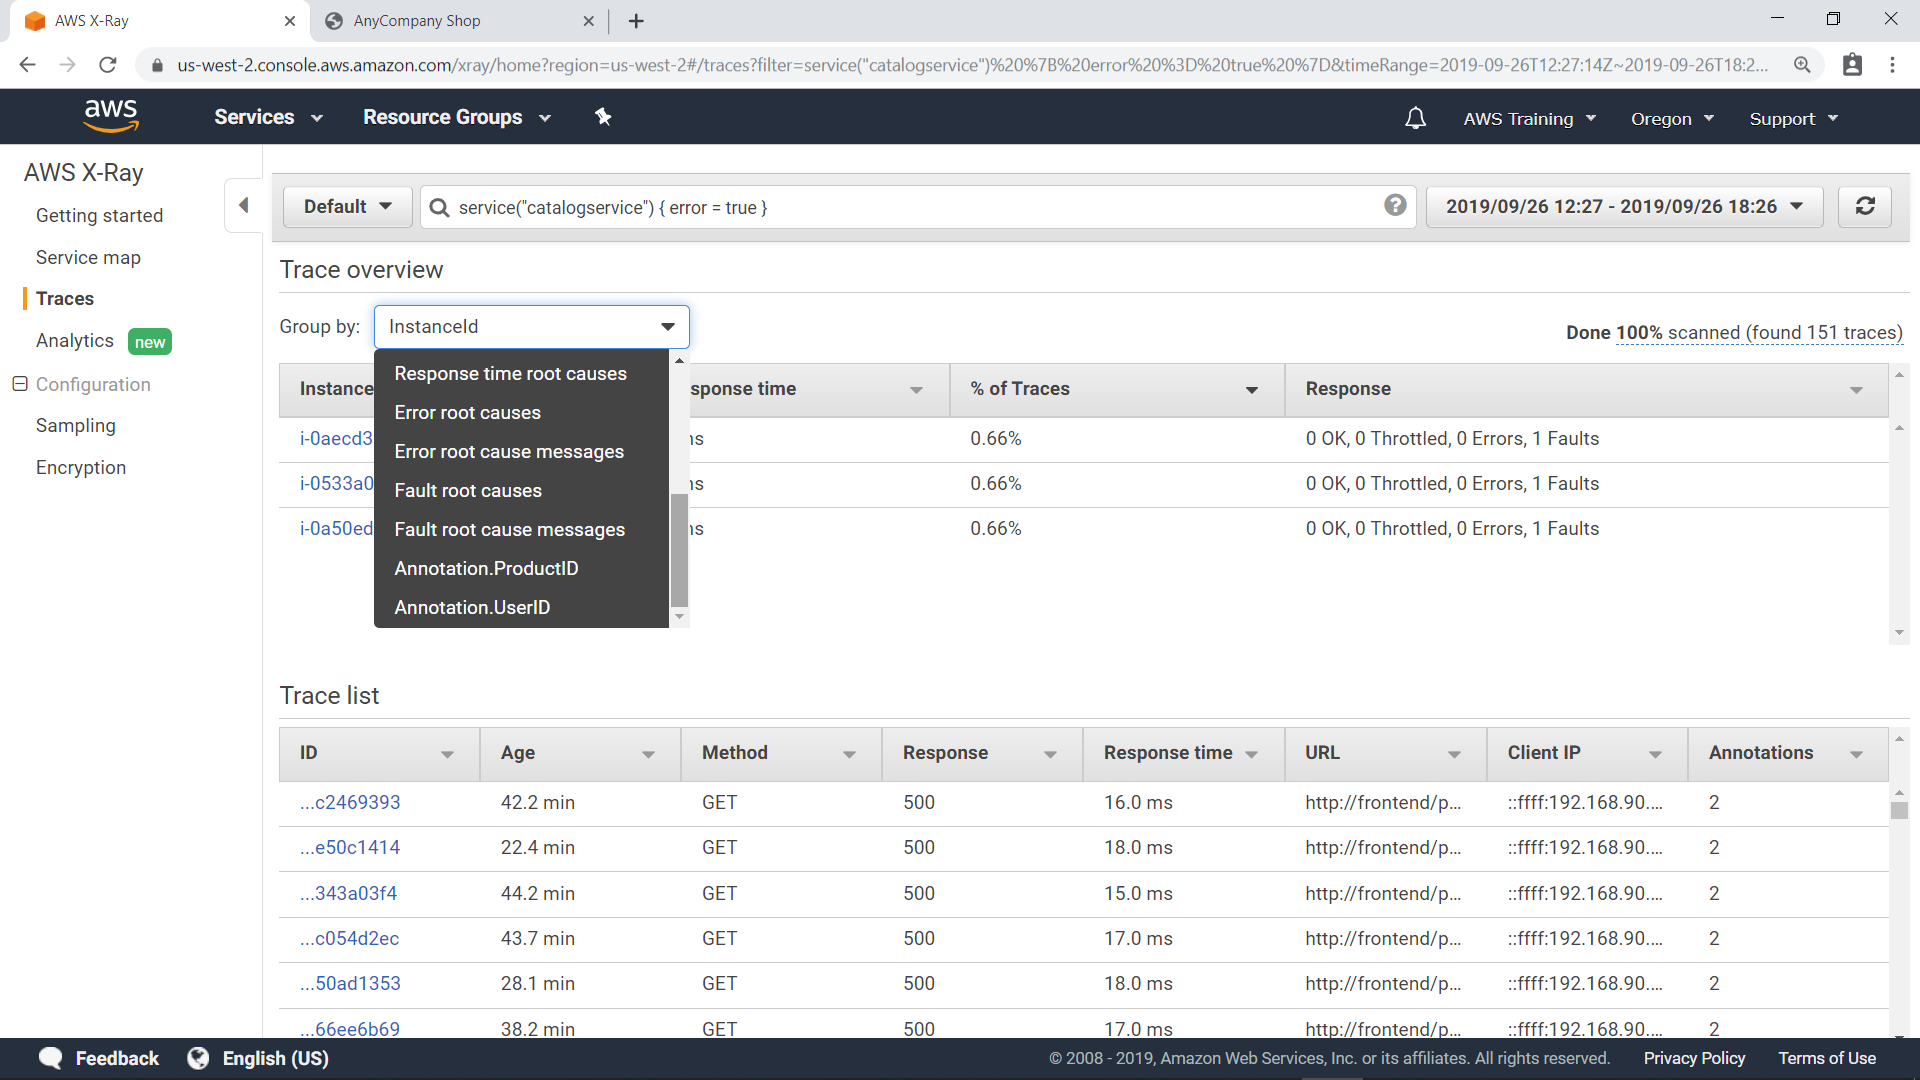 AWS X-Ray
AnyCompany Shop
us-west-2.console.aws.amazon.com/xray/home?region=us-west-2#/traces?filter=service("catalogservice")%20%7B%20error%20%3D%20true%20%7D&timeRange=2019-09-26T12:27:14Z~2019-09-26T18:2...
aws Services Resource Groups AWS Training Oregon Support
AWS X-Ray
Getting started
Service map
Traces
Analytics new
Configuration
Sampling
Encryption
Default service("catalogservice") { error = true } 2019/09/26 12:27 - 2019/09/26 18:26
Trace overview
Group by: InstanceId
Done 100% scanned (found 151 traces)
Response time root causes
Error root causes
Error root cause messages
Fault root causes
Fault root cause messages
Annotation.ProductID
Annotation.UserID
Instance sponse time % of Traces Response
i-0aecd3 s 0.66% 0 OK, 0 Throttled, 0 Errors, 1 Faults
i-0533a0 s 0.66% 0 OK, 0 Throttled, 0 Errors, 1 Faults
i-0a50ed s 0.66% 0 OK, 0 Throttled, 0 Errors, 1 Faults
Trace list
ID Age Method Response Response time URL Client IP Annotations
...c2469393 42.2 min GET 500 16.0 ms http://frontend/p... ::ffff:192.168.90.... 2
...e50c1414 22.4 min GET 500 18.0 ms http://frontend/p... ::ffff:192.168.90.... 2
...343a03f4 44.2 min GET 500 15.0 ms http://frontend/p... ::ffff:192.168.90.... 2
...c054d2ec 43.7 min GET 500 17.0 ms http://frontend/p... ::ffff:192.168.90.... 2
...50ad1353 28.1 min GET 500 18.0 ms http://frontend/p... ::ffff:192.168.90.... 2
...66ee6b69 38.2 min GET 500 17.0 ms http://frontend/p... ::ffff:192.168.90.... 2
Feedback English (US) © 2008 - 2019, Amazon Web Services, Inc. or its affiliates. All rights reserved. Privacy Policy Terms of Use